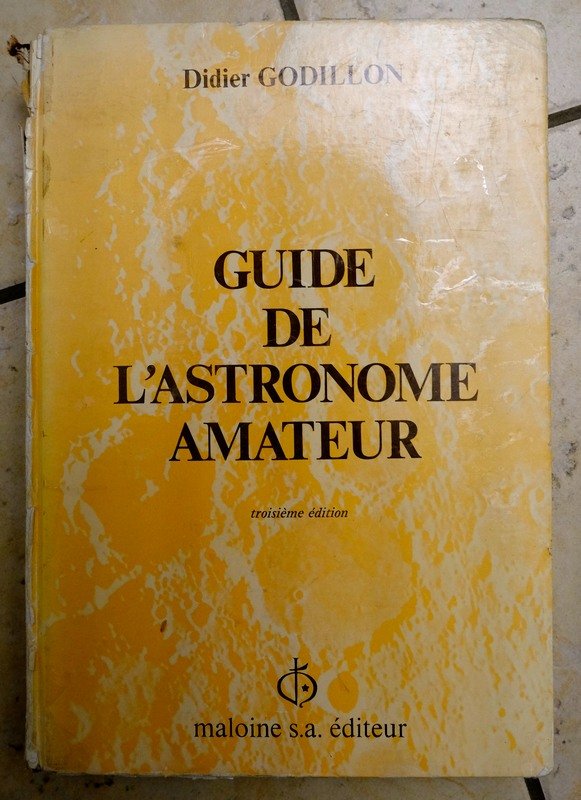 Didier GODILLON
GUIDE
DE
L'ASTRONOME
AMATEUR
troisième édition
maloine s.a. éditeur